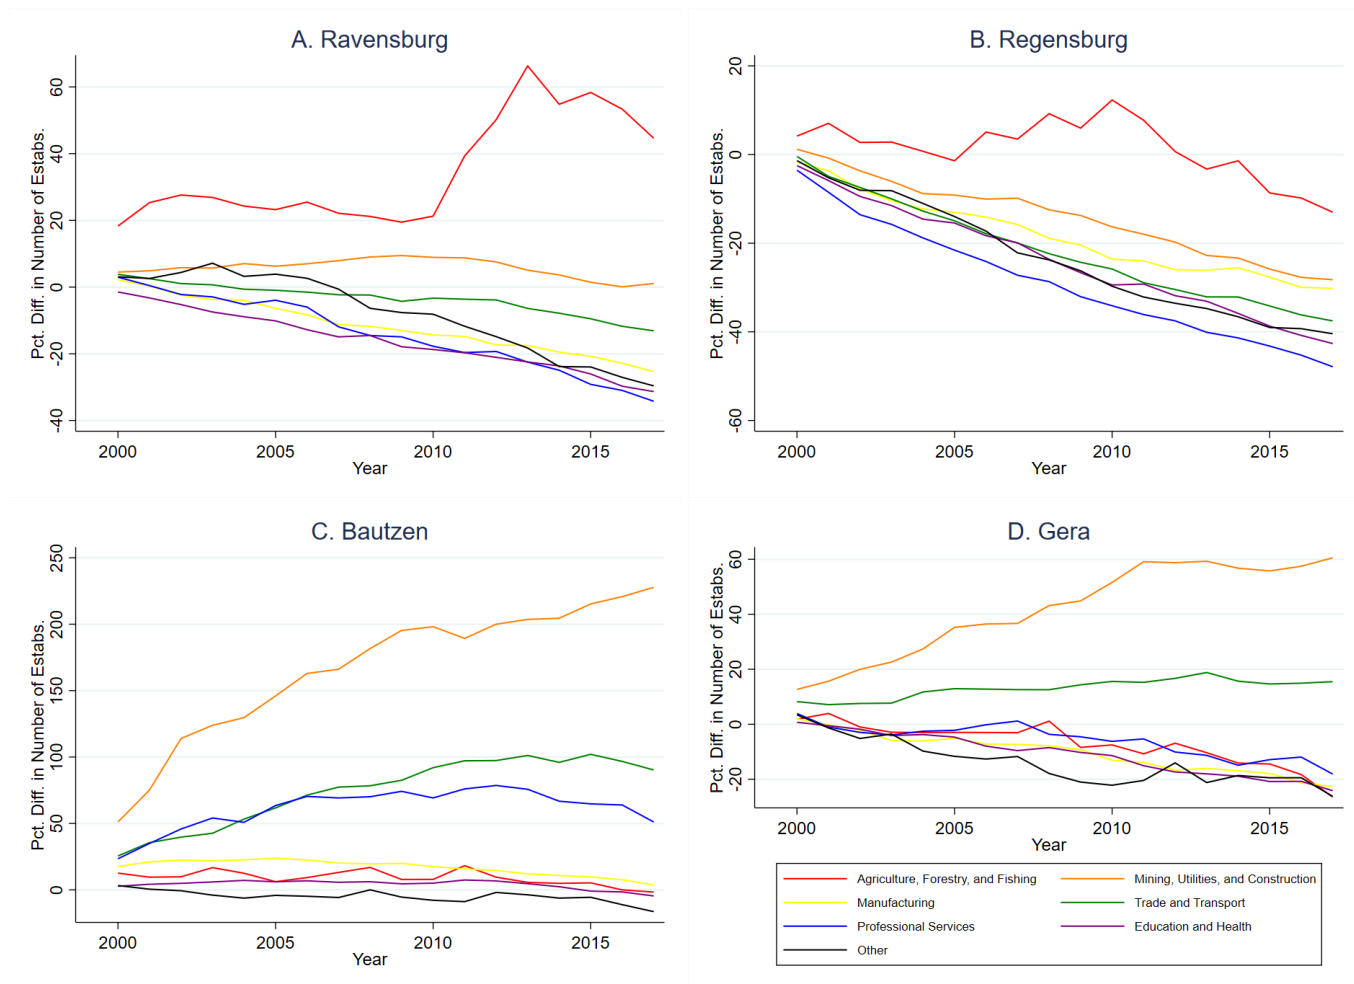 A. Ravensburg
Pct. Diff. in Number of Estabs.
60
40
20
0
-20
-40
2000 2005 2010 2015
Year
B. Regensburg
Pct. Diff. in Number of Estabs.
20
0
-20
-40
-60
2000 2005 2010 2015
Year
C. Bautzen
Pct. Diff. in Number of Estabs.
250
200
150
100
50
0
2000 2005 2010 2015
Year
D. Gera
Pct. Diff. in Number of Estabs.
60
40
20
0
-20
2000 2005 2010 2015
Year
Agriculture, Forestry, and Fishing Mining, Utilities, and Construction
Manufacturing Trade and Transport
Professional Services Education and Health
Other